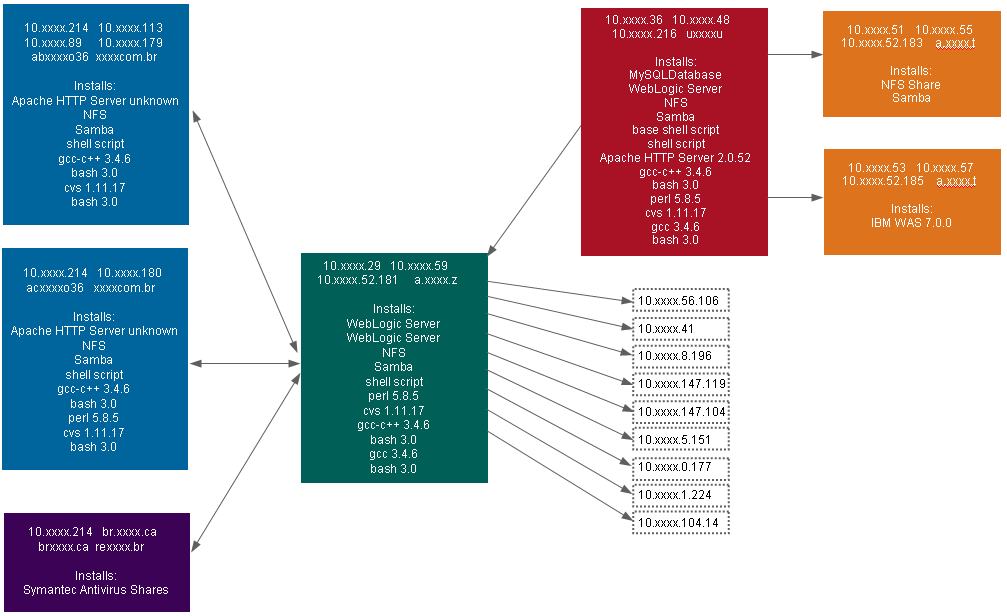 10.xxxx.214 10.xxxx.113
10.xxxx.89 10.xxxx.179
abxxxxo36 xxxxcom.br
Installs:
Apache HTTP Server unknown
NFS
Samba
shell script
gcc-c++ 3.4.6
bash 3.0
cvs 1.11.17
bash 3.0
10.xxxx.214 10.xxxx.180
acxxxxo36 xxxxcom.br
Installs:
Apache HTTP Server unknown
NFS
Samba
shell script
gcc-c++ 3.4.6
bash 3.0
perl 5.8.5
cvs 1.11.17
bash 3.0
10.xxxx.214 br.xxxx.ca
brxxxx.ca rexxxx.br
Installs:
Symantec Antivirus Shares
10.xxxx.29 10.xxxx.59
10.xxxx.52.181 a.xxxx.z
Installs:
WebLogic Server
WebLogic Server
NFS
Samba
shell script
perl 5.8.5
cvs 1.11.17
gcc-c++ 3.4.6
bash 3.0
gcc 3.4.6
bash 3.0
10.xxxx.36 10.xxxx.48
10.xxxx.216 uxxxxu
Installs:
MySQLDatabase
WebLogic Server
NFS
Samba
base shell script
shell script
Apache HTTP Server 2.0.52
gcc-c++ 3.4.6
bash 3.0
perl 5.8.5
cvs 1.11.17
gcc 3.4.6
bash 3.0
10.xxxx.51 10.xxxx.55
10.xxxx.52.183 a.xxxx.t
Installs:
NFS Share
Samba
10.xxxx.53 10.xxxx.57
10.xxxx.52.185 a.xxxx.t
Installs:
IBM WAS 7.0.0
10.xxxx.56.106
10.xxxx.41
10.xxxx.8.196
10.xxxx.147.119
10.xxxx.147.104
10.xxxx.5.151
10.xxxx.0.177
10.xxxx.1.224
10.xxxx.104.14